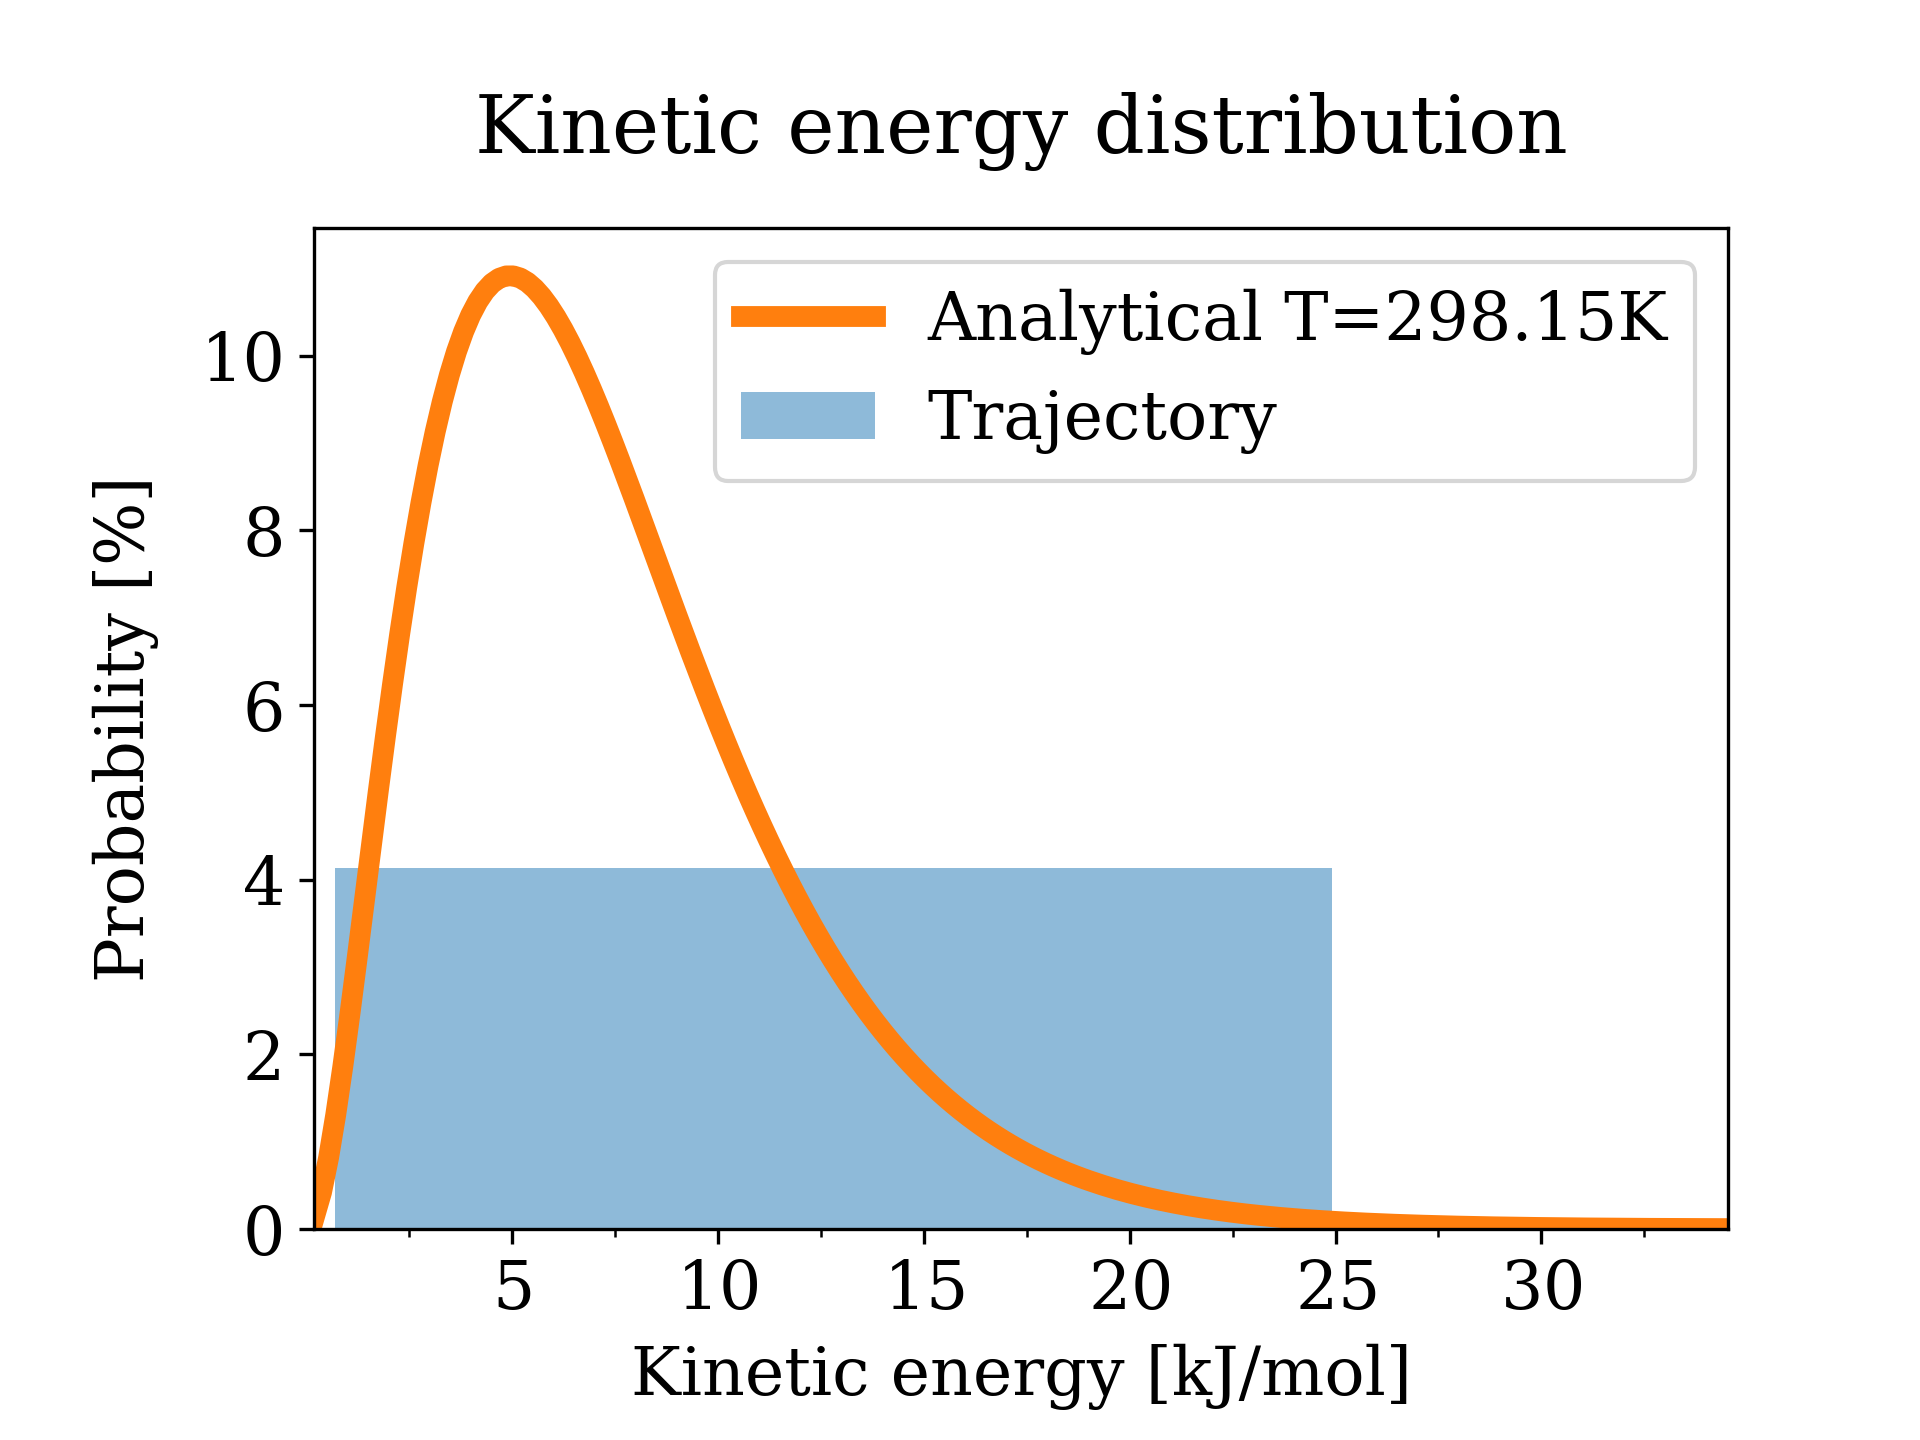 Kinetic energy distribution
Analytical T=298.15K
Trajectory
Probability [%]
10
8
6
4
2
0
5 10 15 20 25 30
Kinetic energy [kJ/mol]